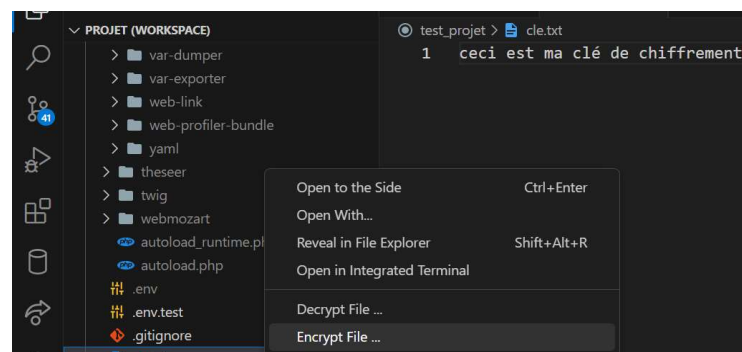 PROJET (WORKSPACE)
var-dumper
var-exporter
web-link
web-profiler-bundle
yaml
theseer
twig
webmozart
autoload_runtime.ph
autoload.php
.env
.env.test
.gitignore
41
test_projet > cle.txt
1 ceci est ma clé de chiffrement
Open to the Side Ctrl+Enter
Open With...
Reveal in File Explorer Shift+Alt+R
Open in Integrated Terminal
Decrypt File ...
Encrypt File ...